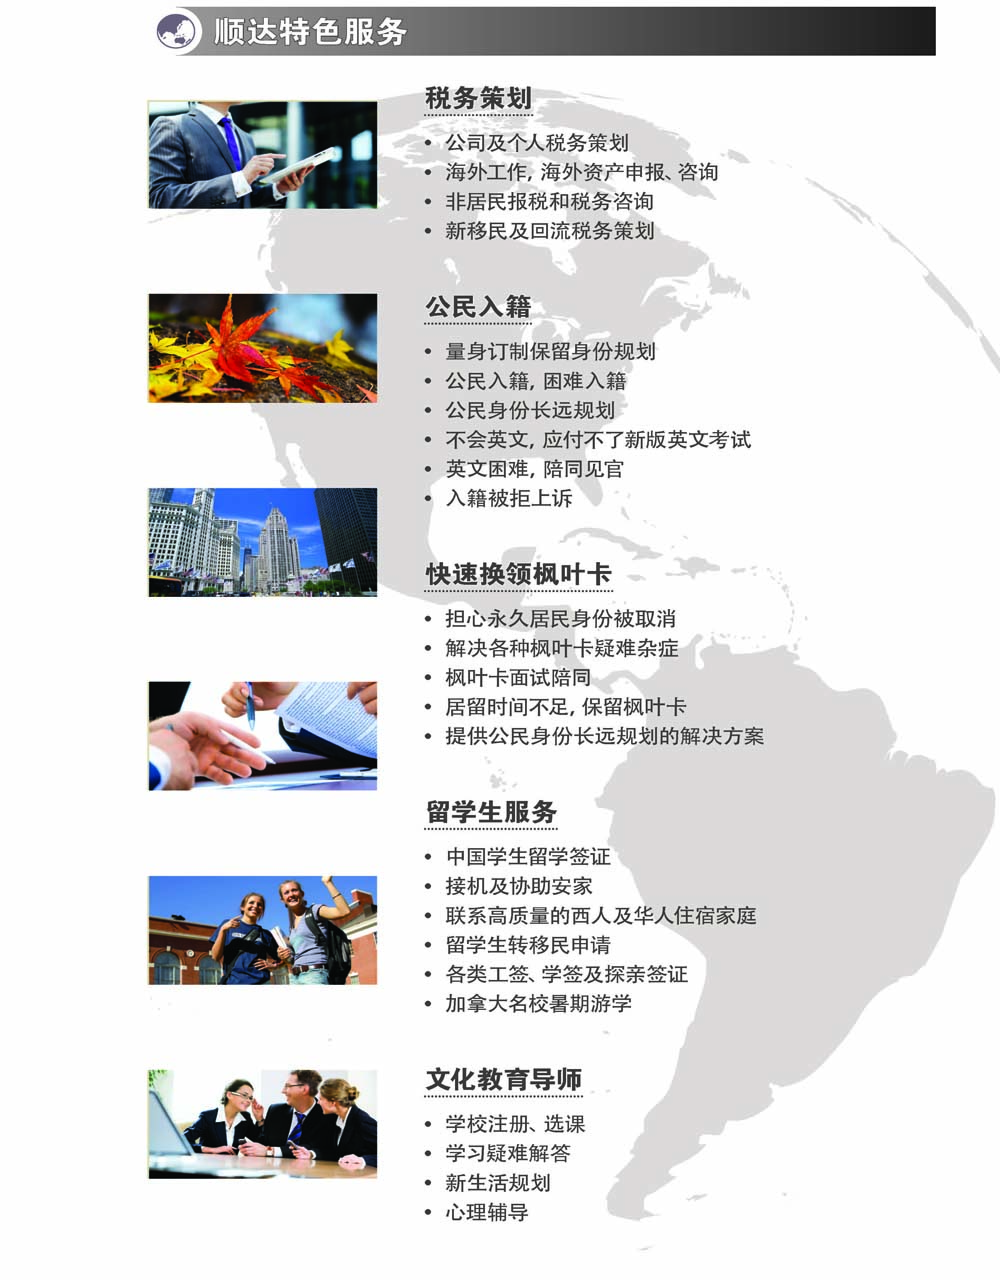 顺达特色服务
税务策划
• 公司及个人税务策划
• 海外工作, 海外资产申报、咨询
• 非居民报税和税务咨询
• 新移民及回流税务策划
公民入籍
• 量身订制保留身份规划
• 公民入籍, 困难入籍
• 公民身份长远规划
• 不会英文, 应付不了新版英文考试
• 英文困难, 陪同见官
• 入籍被拒上诉
快速换领枫叶卡
• 担心永久居民身份被取消
• 解决各种枫叶卡疑难杂症
• 枫叶卡面试陪同
• 居留时间不足, 保留枫叶卡
• 提供公民身份长远规划的解决方案
留学生服务
• 中国学生留学签证
• 接机及协助安家
• 联系高质量的西人及华人住宿家庭
• 留学生转移民申请
• 各类工签、学签及探亲签证
• 加拿大名校暑期游学
文化教育导师
• 学校注册、选课
• 学习疑难解答
• 新生活规划
• 心理辅导